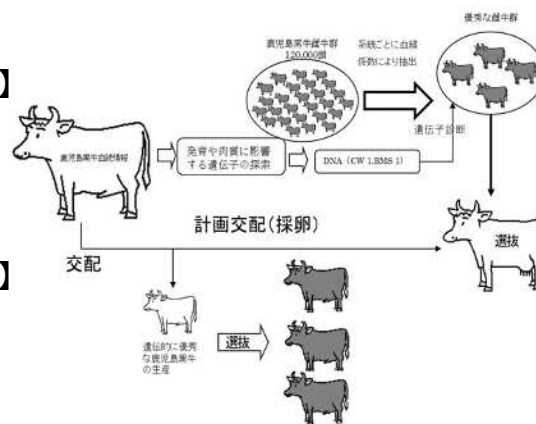 優秀な雌牛群
鹿児島黒牛雌牛群
120,000頭
系統ごとに血縁
係数により抽出
】
鹿児島黒牛血統情報
発育や肉質に影響
する遺伝子の探索
DNA（CW 1,BMS 1）
遺伝子診断
計画交配（採卵）
選抜
】
交配
遺伝的に優秀
な鹿児島黒牛
の生産
選抜